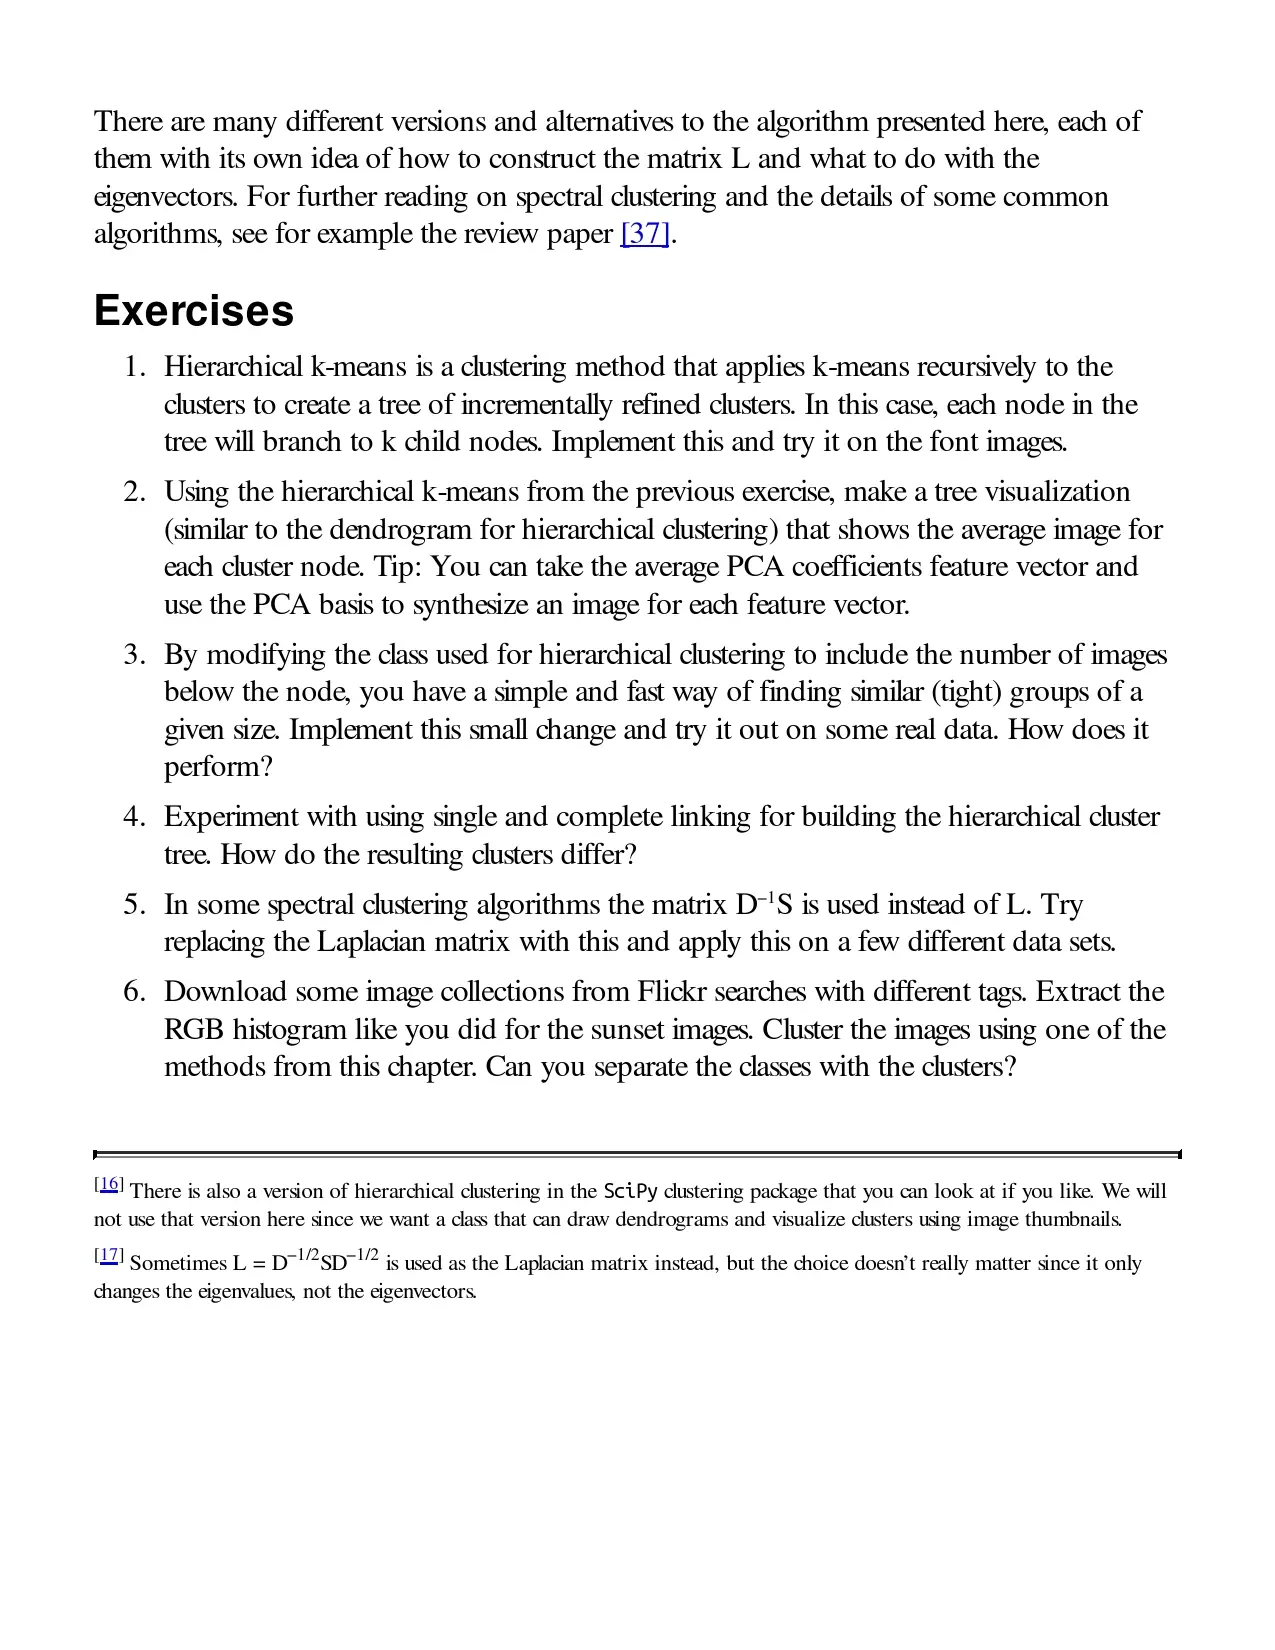 There are many different versions and alternatives to the algorithm presented here, each of
them with its own idea of how to construct the matrix L and what to do with the
eigenvectors. For further reading on spectral clustering and the details of some common
algorithms, see for example the review paper [37].
Exercises
1. Hierarchical k-means is a clustering method that applies k-means recursively to the
clusters to create a tree of incrementally refined clusters. In this case, each node in the
tree will branch to k child nodes. Implement this and try it on the font images.
2. Using the hierarchical k-means from the previous exercise, make a tree visualization
(similar to the dendrogram for hierarchical clustering) that shows the average image for
each cluster node. Tip: You can take the average PCA coefficients feature vector and
use the PCA basis to synthesize an image for each feature vector.
3. By modifying the class used for hierarchical clustering to include the number of images
below the node, you have a simple and fast way of finding similar (tight) groups of a
given size. Implement this small change and try it out on some real data. How does it
perform?
4. Experiment with using single and complete linking for building the hierarchical cluster
tree. How do the resulting clusters differ?
5. In some spectral clustering algorithms the matrix D⁻¹S is used instead of L. Try
replacing the Laplacian matrix with this and apply this on a few different data sets.
6. Download some image collections from Flickr searches with different tags. Extract the
RGB histogram like you did for the sunset images. Cluster the images using one of the
methods from this chapter. Can you separate the classes with the clusters?
[16] There is also a version of hierarchical clustering in the SciPy clustering package that you can look at if you like. We will
not use that version here since we want a class that can draw dendrograms and visualize clusters using image thumbnails.
[17] Sometimes L = D−1/2SD−1/2 is used as the Laplacian matrix instead, but the choice doesn’t really matter since it only
changes the eigenvalues, not the eigenvectors.